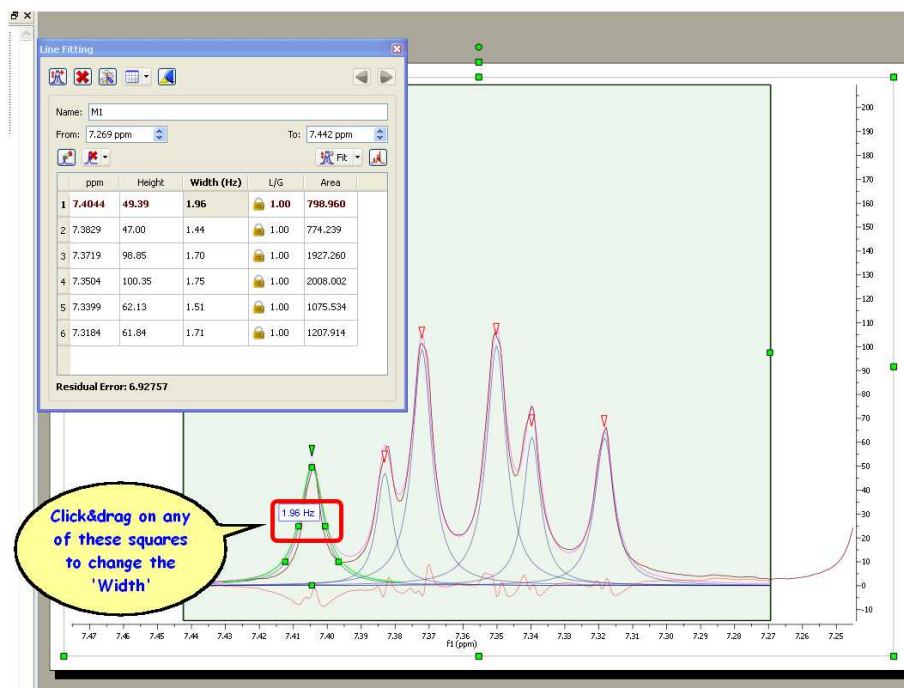 Line Fitting
Name: M1
From: 7.269 ppm To: 7.442 ppm
Fit
ppm Height Width (Hz) L/G Area
1 7.4044 49.39 1.96 1.00 798.960
2 7.3829 47.00 1.44 1.00 774.239
3 7.3719 98.85 1.70 1.00 1927.260
4 7.3504 100.35 1.75 1.00 2008.002
5 7.3399 62.13 1.51 1.00 1075.534
6 7.3184 61.84 1.71 1.00 1207.914
Residual Error: 6.92757
200
190
180
170
160
150
140
130
120
110
100
90
80
70
60
50
40
30
20
10
0
-10
1.96 Hz
Click&drag on any
of these squares
to change the
'Width'
7.47 7.46 7.45 7.44 7.43 7.42 7.41 7.40 7.39 7.38 7.37 7.36 7.35 7.34 7.33 7.32 7.31 7.30 7.29 7.28 7.27 7.26 7.25
f1 (ppm)